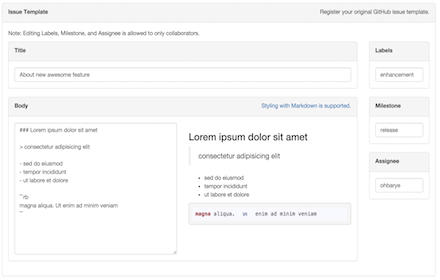 Issue Template
Register your original GitHub issue template.
Note: Editing Labels, Milestone, and Assignee is allowed to only collaborators.
Title
About new awesome feature
Labels
enhancement
Body
Styling with Markdown is supported.
### Lorem ipsum dolor sit amet
> consectetur adipisicing elit
- sed do eiusmod
- tempor incididunt
- ut labore et dolore
```rb
magna aliqua. Ut enim ad minim veniam
```
Lorem ipsum dolor sit amet
consectetur adipisicing elit
• sed do eiusmod
• tempor incididunt
• ut labore et dolore
magna aliqua. Ut enim ad minim veniam
Milestone
release
Assignee
ohbarye